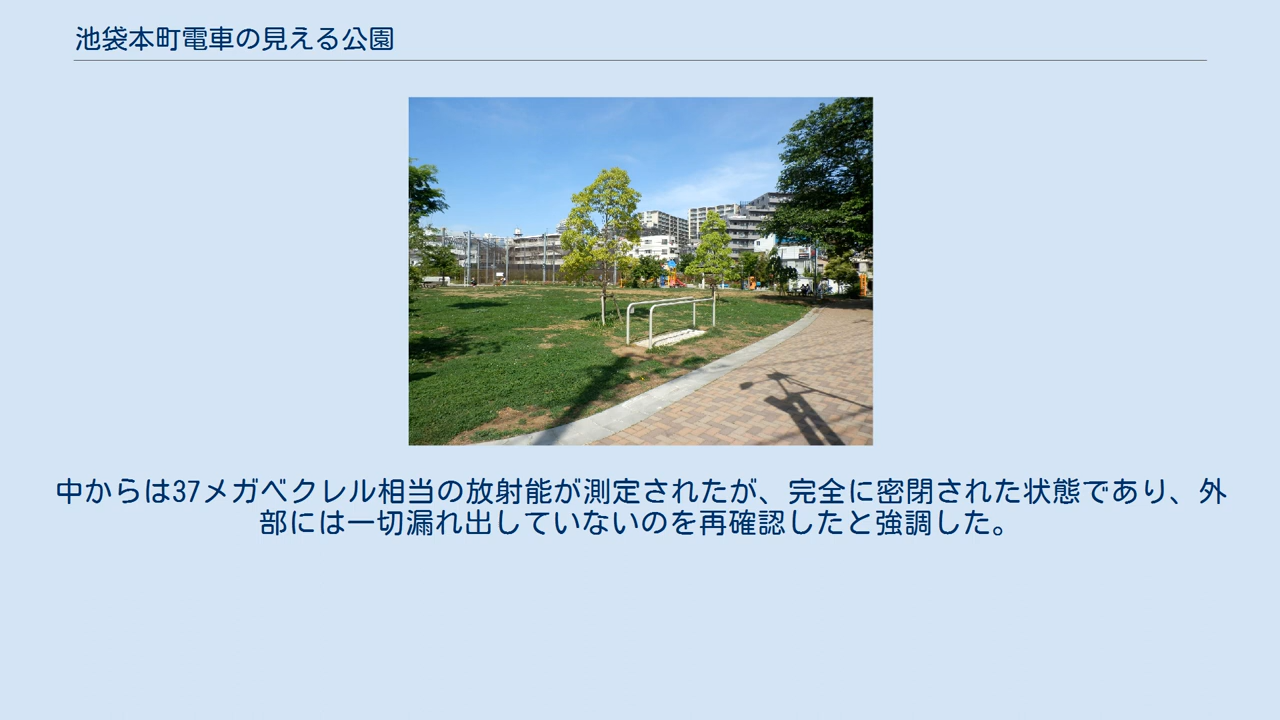 池袋本町電車の見える公園
中からは37メガベクレル相当の放射能が測定されたが、完全に密閉された状態であり、外
部には一切漏れ出していないのを再確認したと強調した。